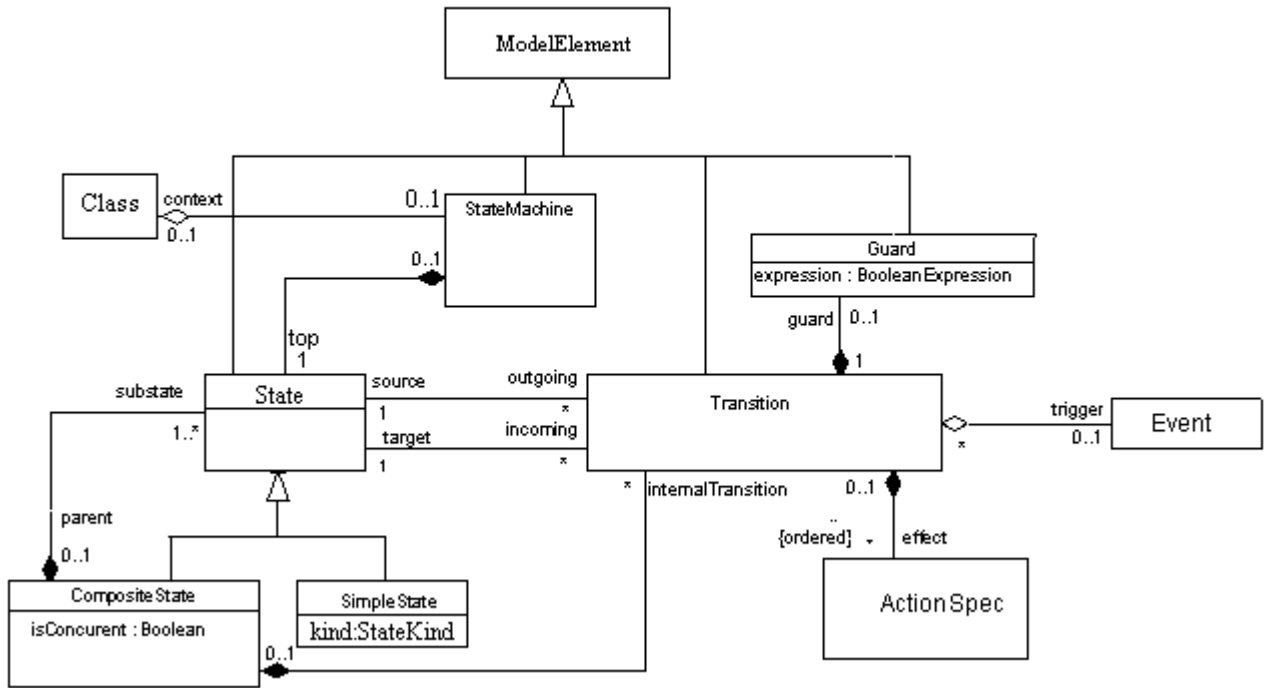 ModelElement
Class
context
0..1
0..1
StateMachine
0..1
Guard
expression : BooleanExpression
guard
0..1
1
top
1
substate
1..*
State
source
1
outgoing
*
target
1
incoming
*
Transition
trigger
*
0..1
Event
*
internalTransition
0..1
parent
0..1
{ordered}
effect
CompositeState
isConcurent : Boolean
SimpleState
kind:StateKind
0..1
ActionSpec